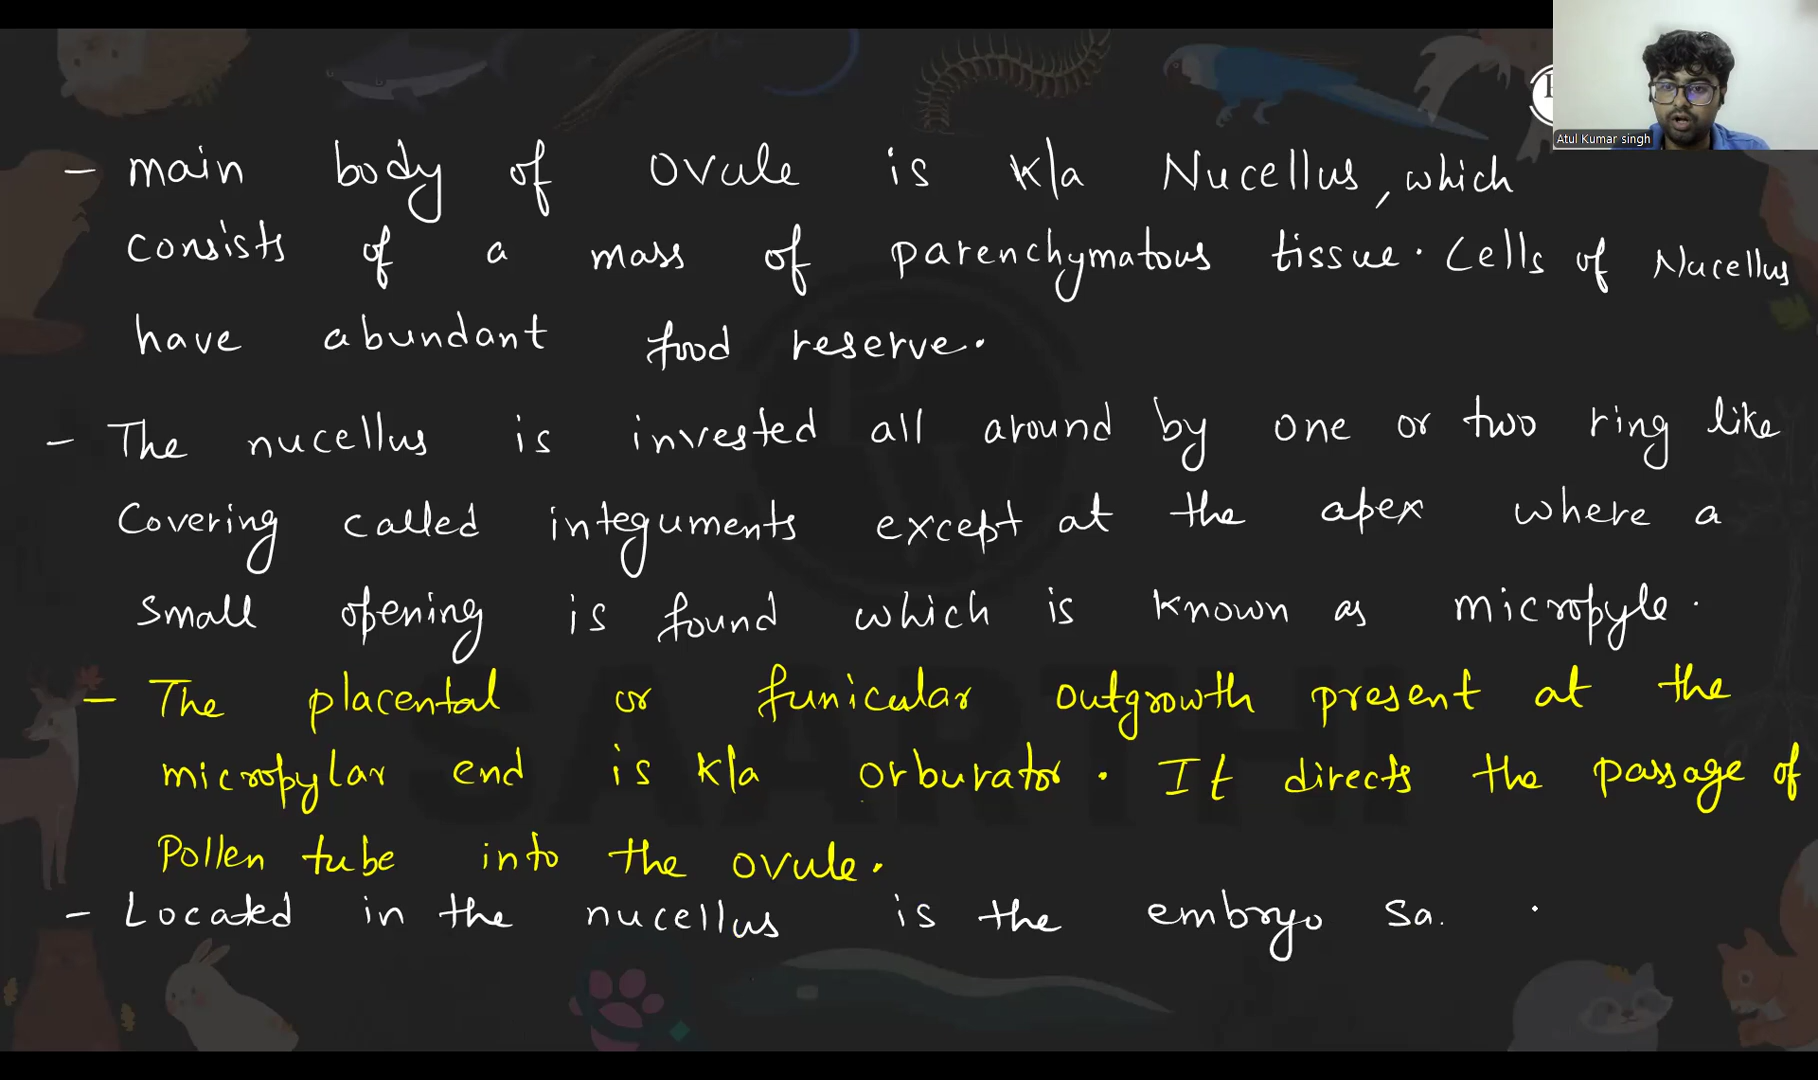 Atul Kumar singh
- main body of ovule is k/a Nucellus, which
consists of a mass of parenchymatous tissue. Cells of Nucellus
have abundant food reserve.
- The nucellus is invested all around by one or two ring like
Covering called integuments except at the apex where a
small opening is found which is known as micropyle.
- The placental or funicular outgrowth present at the
micropylar end is k/a orburator. It directs the passage of
Pollen tube into the ovule.
- Located in the nucellus is the embryo sa.
SAARTHI